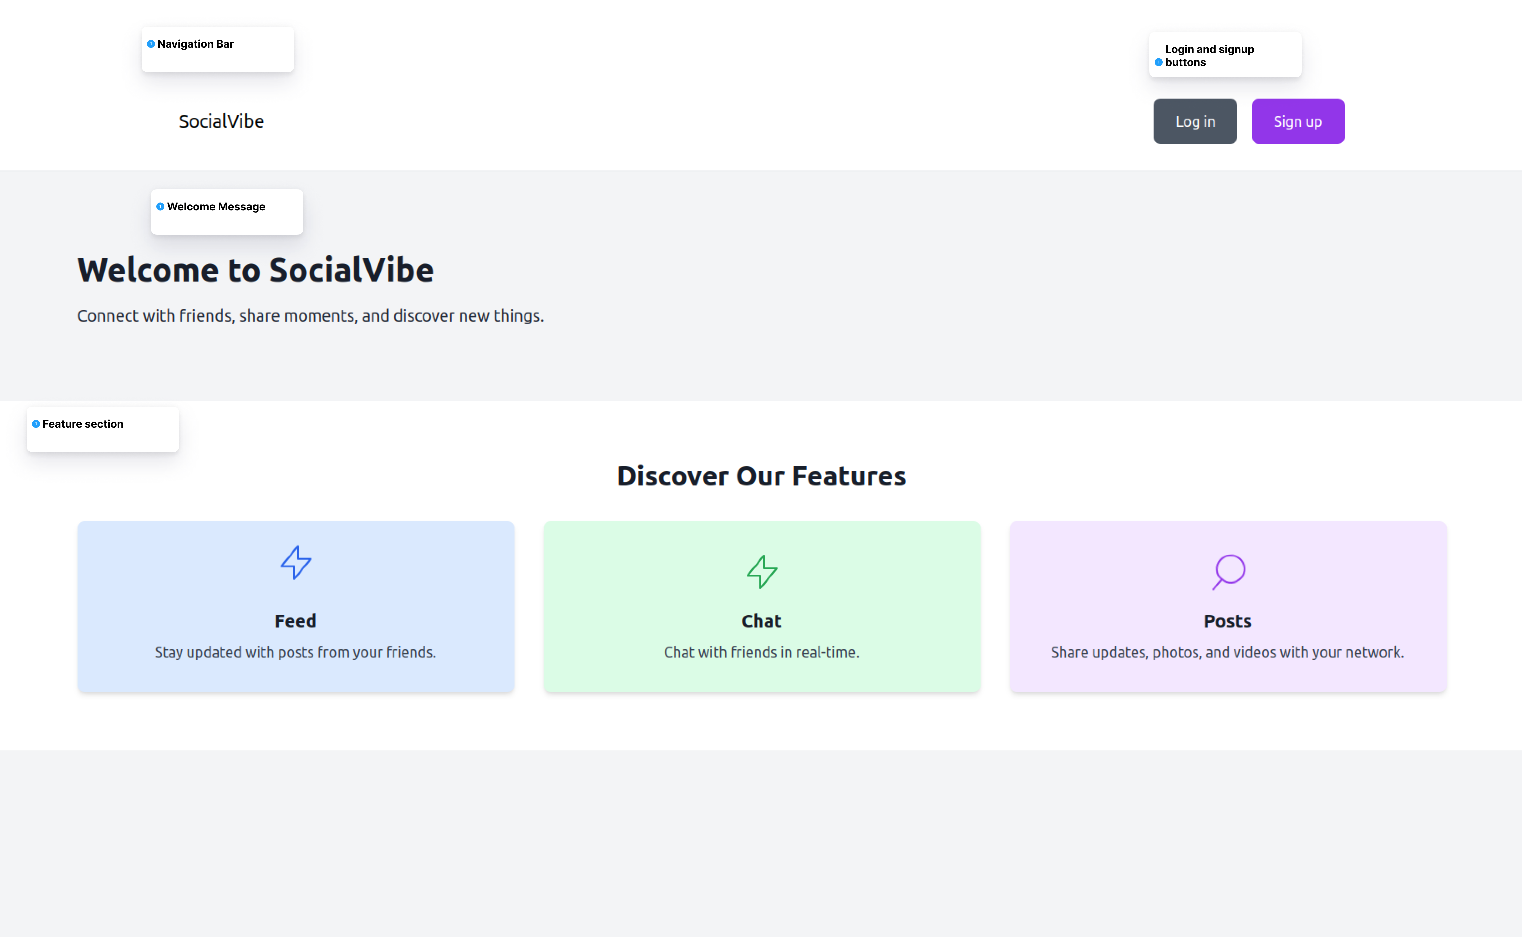 Navigation Bar
Login and signup
buttons
SocialVibe
Log in
Sign up
Welcome Message
Welcome to SocialVibe
Connect with friends, share moments, and discover new things.
Feature section
Discover Our Features
Feed
Stay updated with posts from your friends.
Chat
Chat with friends in real-time.
Posts
Share updates, photos, and videos with your network.